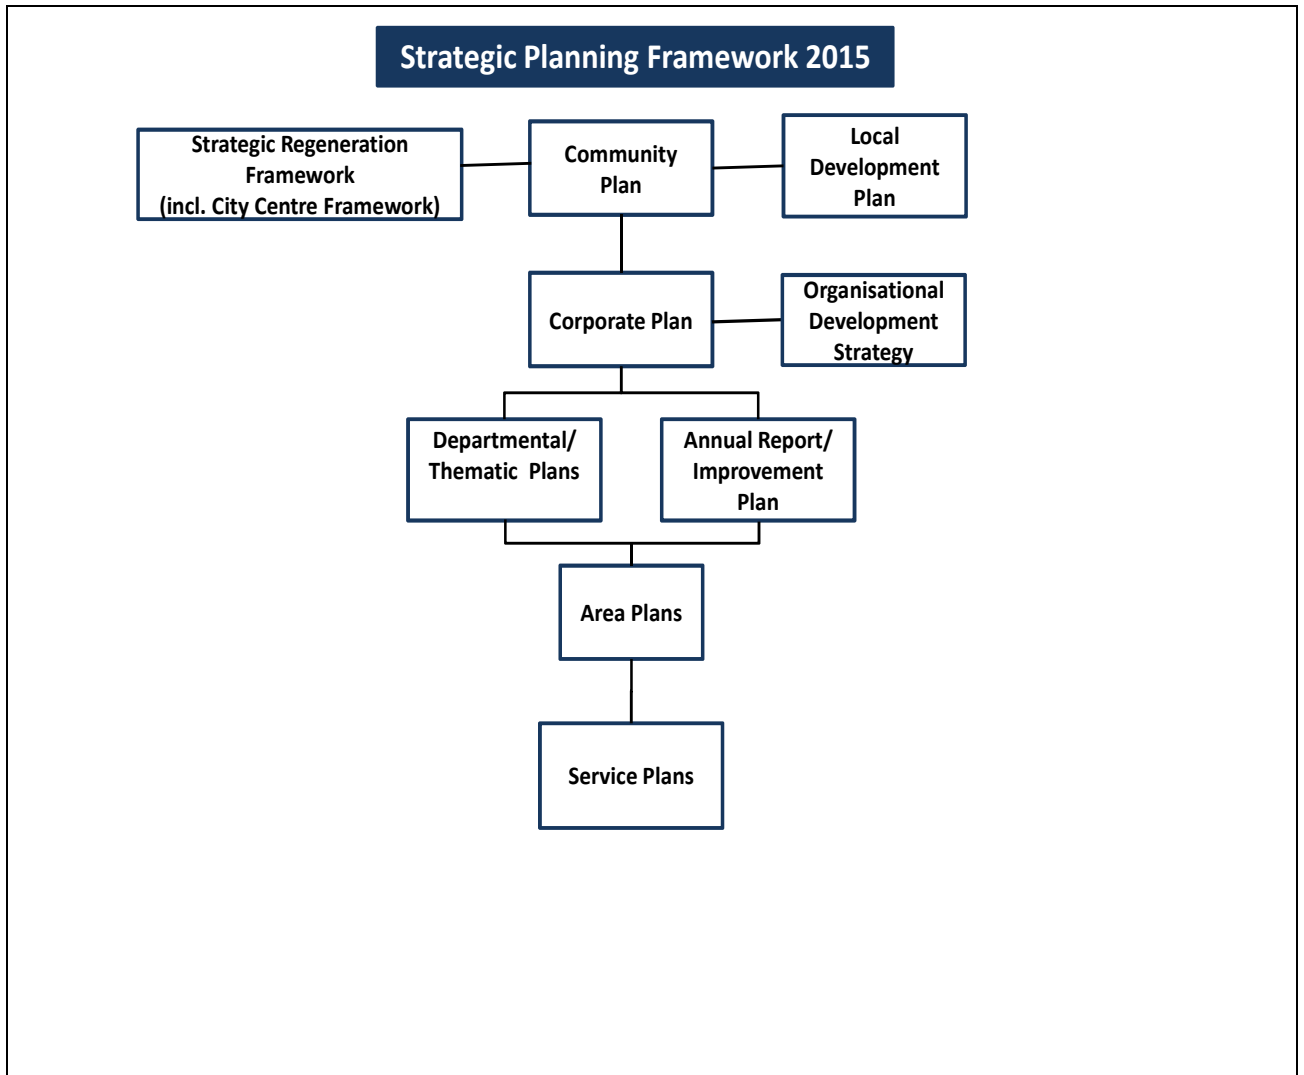 Strategic Planning Framework 2015
Strategic Regeneration
Framework
(incl. City Centre Framework)
Community
Plan
Local
Development
Plan
Corporate Plan
Organisational
Development
Strategy
Departmental/
Thematic Plans
Annual Report/
Improvement
Plan
Area Plans
Service Plans